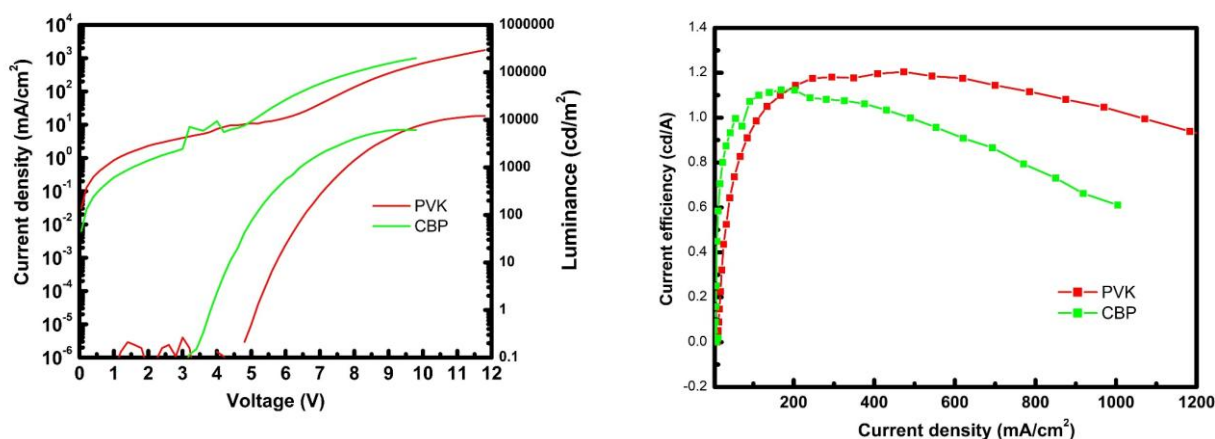 Current density (mA/cm²)
10⁴
10³
10²
10¹
10⁰
10⁻¹
10⁻²
10⁻³
10⁻⁴
10⁻⁵
10⁻⁶
0 1 2 3 4 5 6 7 8 9 10 11 12
Voltage (V)
1000000
100000
10000
1000
100
10
1
0.1
Luminance (cd/m²)
PVK
CBP
Current efficiency (cd/A)
1.4
1.2
1.0
0.8
0.6
0.4
0.2
0.0
-0.2
200 400 600 800 1000 1200
Current density (mA/cm²)
PVK
CBP